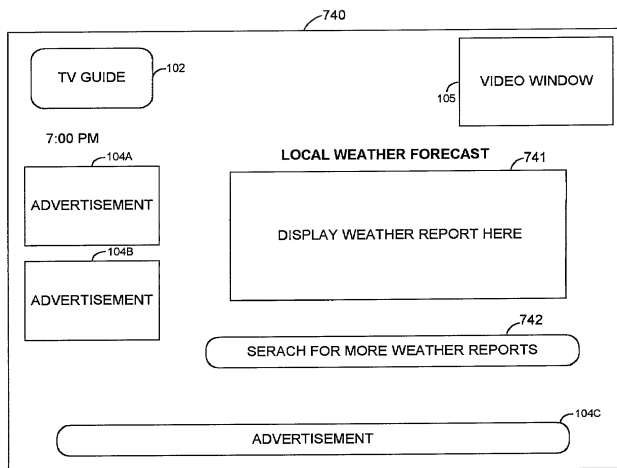 740
TV GUIDE
102
VIDEO WINDOW
105
7:00 PM
104A
ADVERTISEMENT
104B
ADVERTISEMENT
LOCAL WEATHER FORECAST
741
DISPLAY WEATHER REPORT HERE
742
SERACH FOR MORE WEATHER REPORTS
104C
ADVERTISEMENT